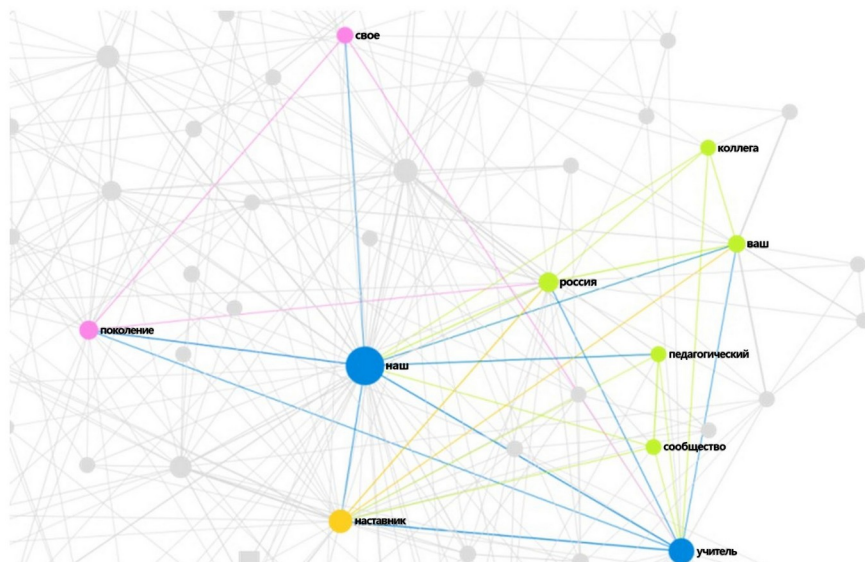 свое
коллега
ваш
россия
поколение
педагогический
наш
сообщество
наставник
учитель